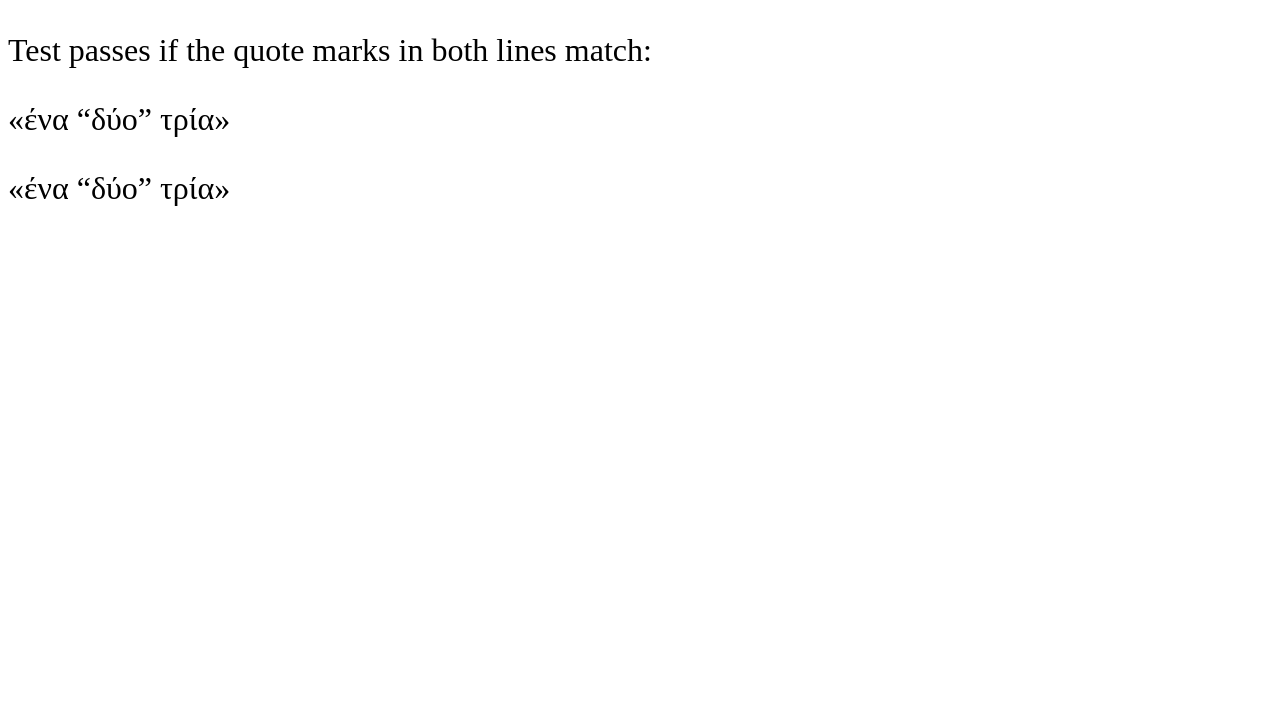 Test passes if the quote marks in both lines match:
«ένα “δύο” τρία»
«ένα “δύο” τρία»